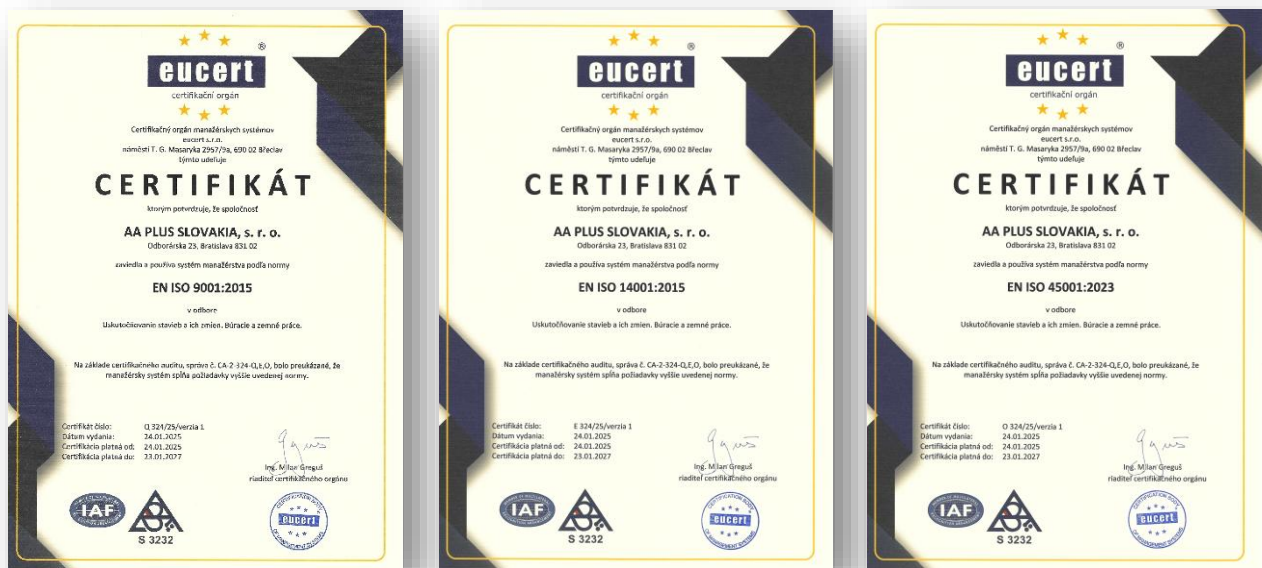 eucert
®
certifikační orgán
Certifikačný orgán manažérskych systémov
eucert s.r.o.
náměstí T. G. Masaryka 2957/9a, 690 02 Břeclav
týmto udeľuje
CERTIFIKÁT
ktorým potvrdzuje, že spoločnosť
AA PLUS SLOVAKIA, s. r. o.
Odborárska 23, Bratislava 831 02
zaviedla a používa systém manažérstva podľa normy
EN ISO 9001:2015
v odbore
Uskutočňovanie stavieb a ich zmien. Búracie a zemné práce.
Na základe certifikačného auditu, správa č. CA-2-324-Q,E,O, bolo preukázané, že
manažérsky systém spĺňa požiadavky vyššie uvedenej normy.
Certifikát číslo: Q 324/25/verzia 1
Dátum vydania: 24.01.2025
Certifikácia platná od: 24.01.2025
Certifikácia platná do: 23.01.2027
Ing. Milan Greguš
riaditeľ certifikačného orgánu
IAF
S 3232
CERTIFICATION BODY
eucert
OF MANAGEMENT SYSTEMS
eucert
®
certifikační orgán
Certifikačný orgán manažérskych systémov
eucert s.r.o.
náměstí T. G. Masaryka 2957/9a, 690 02 Břeclav
týmto udeľuje
CERTIFIKÁT
ktorým potvrdzuje, že spoločnosť
AA PLUS SLOVAKIA, s. r. o.
Odborárska 23, Bratislava 831 02
zaviedla a používa systém manažérstva podľa normy
EN ISO 14001:2015
v odbore
Uskutočňovanie stavieb a ich zmien. Búracie a zemné práce.
Na základe certifikačného auditu, správa č. CA-2-324-Q,E,O, bolo preukázané, že
manažérsky systém spĺňa požiadavky vyššie uvedenej normy.
Certifikát číslo: E 324/25/verzia 1
Dátum vydania: 24.01.2025
Certifikácia platná od: 24.01.2025
Certifikácia platná do: 23.01.2027
Ing. Milan Greguš
riaditeľ certifikačného orgánu
IAF
S 3232
CERTIFICATION BODY
eucert
OF MANAGEMENT SYSTEMS
eucert
®
certifikační orgán
Certifikačný orgán manažérskych systémov
eucert s.r.o.
náměstí T. G. Masaryka 2957/9a, 690 02 Břeclav
týmto udeľuje
CERTIFIKÁT
ktorým potvrdzuje, že spoločnosť
AA PLUS SLOVAKIA, s. r. o.
Odborárska 23, Bratislava 831 02
zaviedla a používa systém manažérstva podľa normy
EN ISO 45001:2023
v odbore
Uskutočňovanie stavieb a ich zmien. Búracie a zemné práce.
Na základe certifikačného auditu, správa č. CA-2-324-Q,E,O, bolo preukázané, že
manažérsky systém spĺňa požiadavky vyššie uvedenej normy.
Certifikát číslo: O 324/25/verzia 1
Dátum vydania: 24.01.2025
Certifikácia platná od: 24.01.2025
Certifikácia platná do: 23.01.2027
Ing. Milan Greguš
riaditeľ certifikačného orgánu
IAF
S 3232
CERTIFICATION BODY
eucert
OF MANAGEMENT SYSTEMS